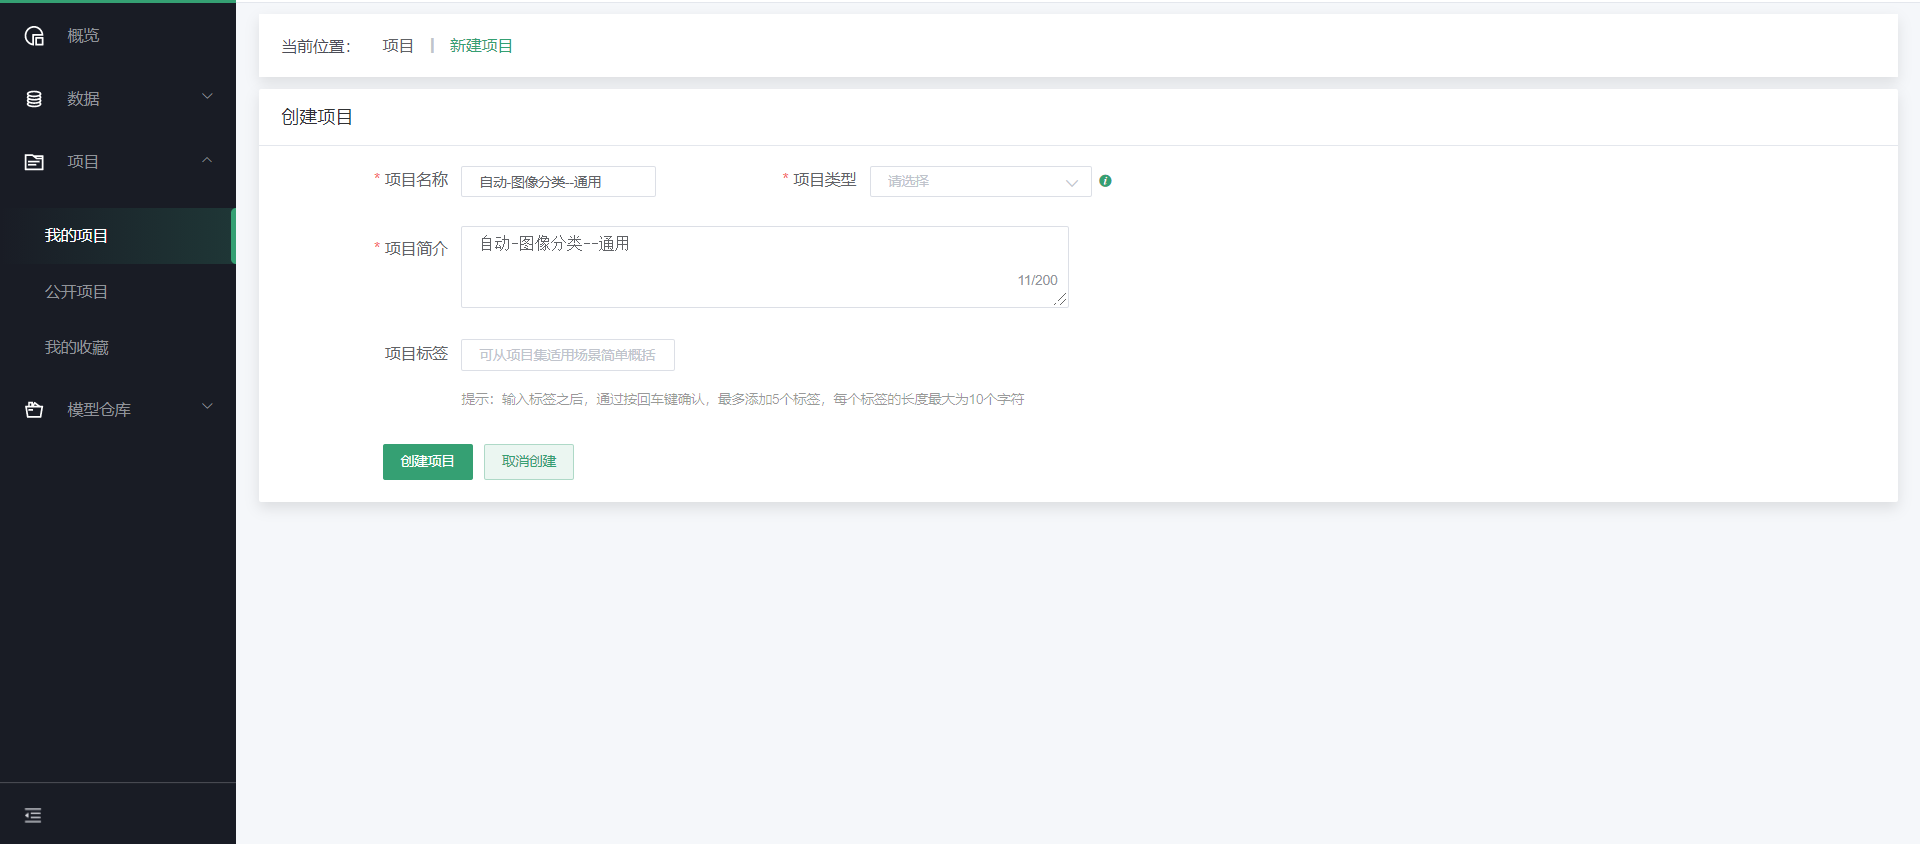 概览
数据
项目
我的项目
公开项目
我的收藏
模型仓库
当前位置： 项目 | 新建项目
创建项目
* 项目名称 自动-图像分类--通用 * 项目类型 请选择
* 项目简介 自动-图像分类--通用
11/200
项目标签 可从项目集适用场景简单概括
提示：输入标签之后，通过按回车键确认，最多添加5个标签，每个标签的长度最大为10个字符
创建项目 取消创建